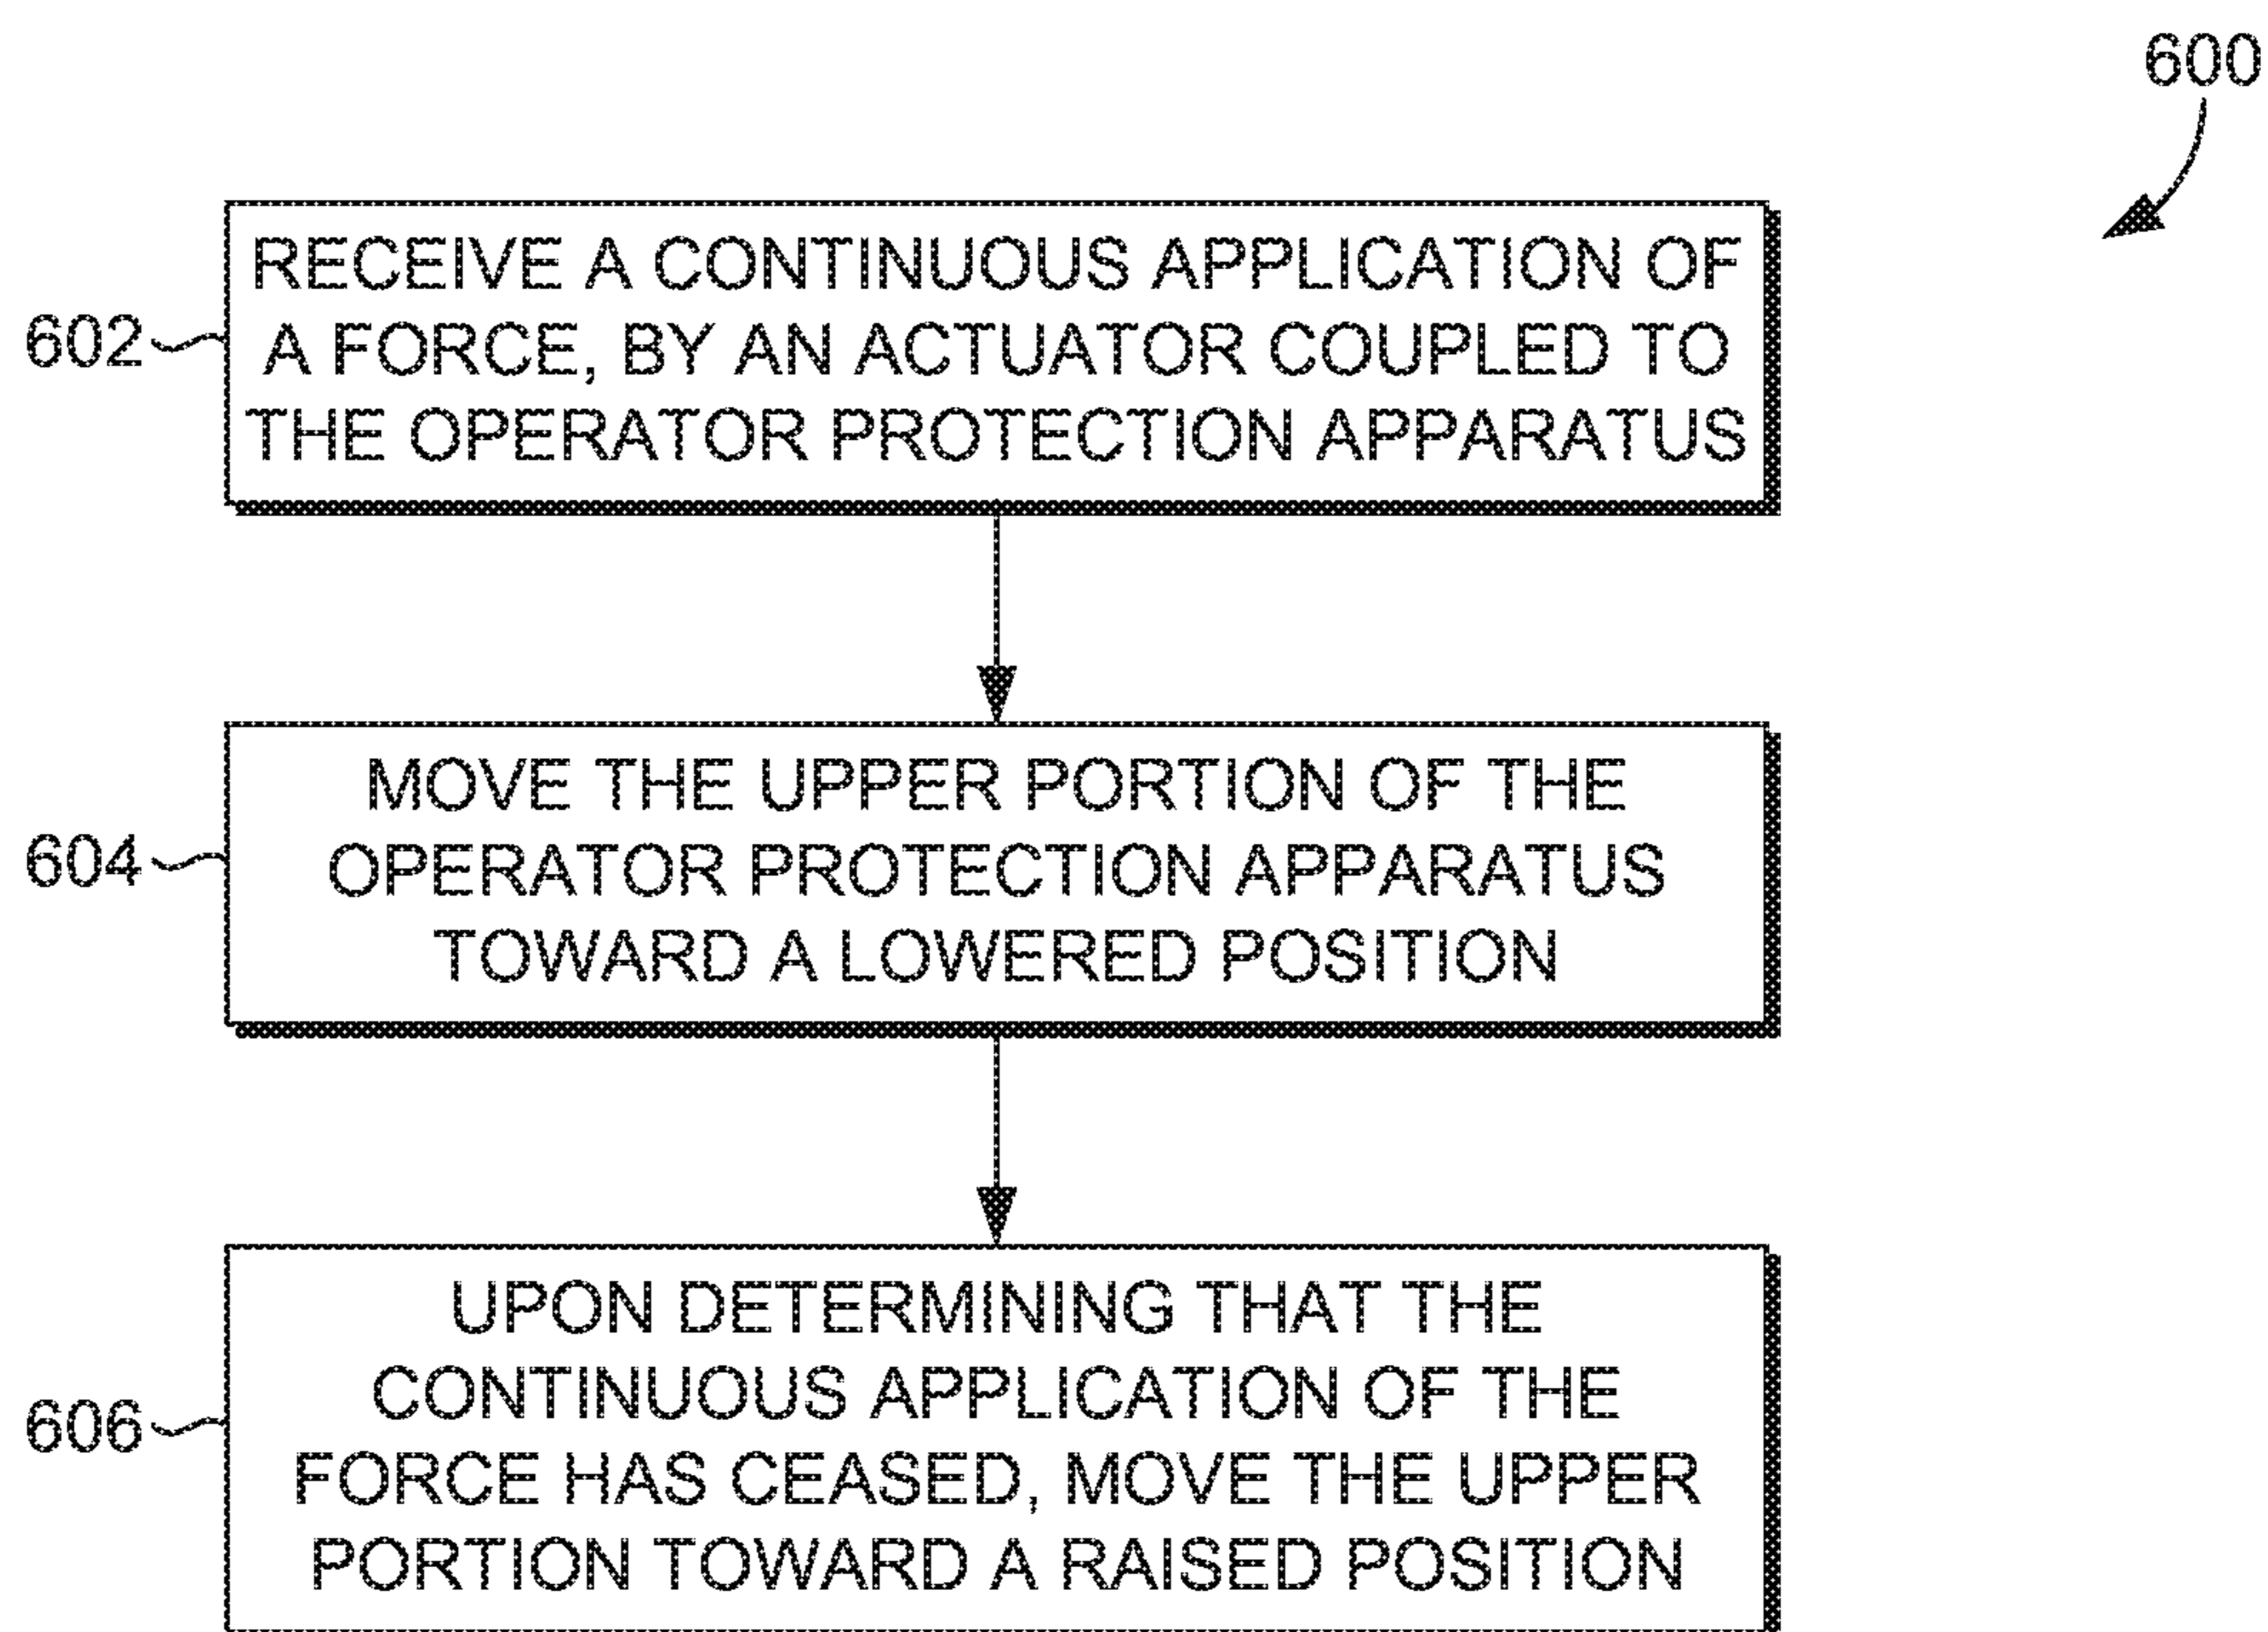 600
602
RECEIVE A CONTINUOUS APPLICATION OF
A FORCE, BY AN ACTUATOR COUPLED TO
THE OPERATOR PROTECTION APPARATUS
604
MOVE THE UPPER PORTION OF THE
OPERATOR PROTECTION APPARATUS
TOWARD A LOWERED POSITION
606
UPON DETERMINING THAT THE
CONTINUOUS APPLICATION OF THE
FORCE HAS CEASED, MOVE THE UPPER
PORTION TOWARD A RAISED POSITION